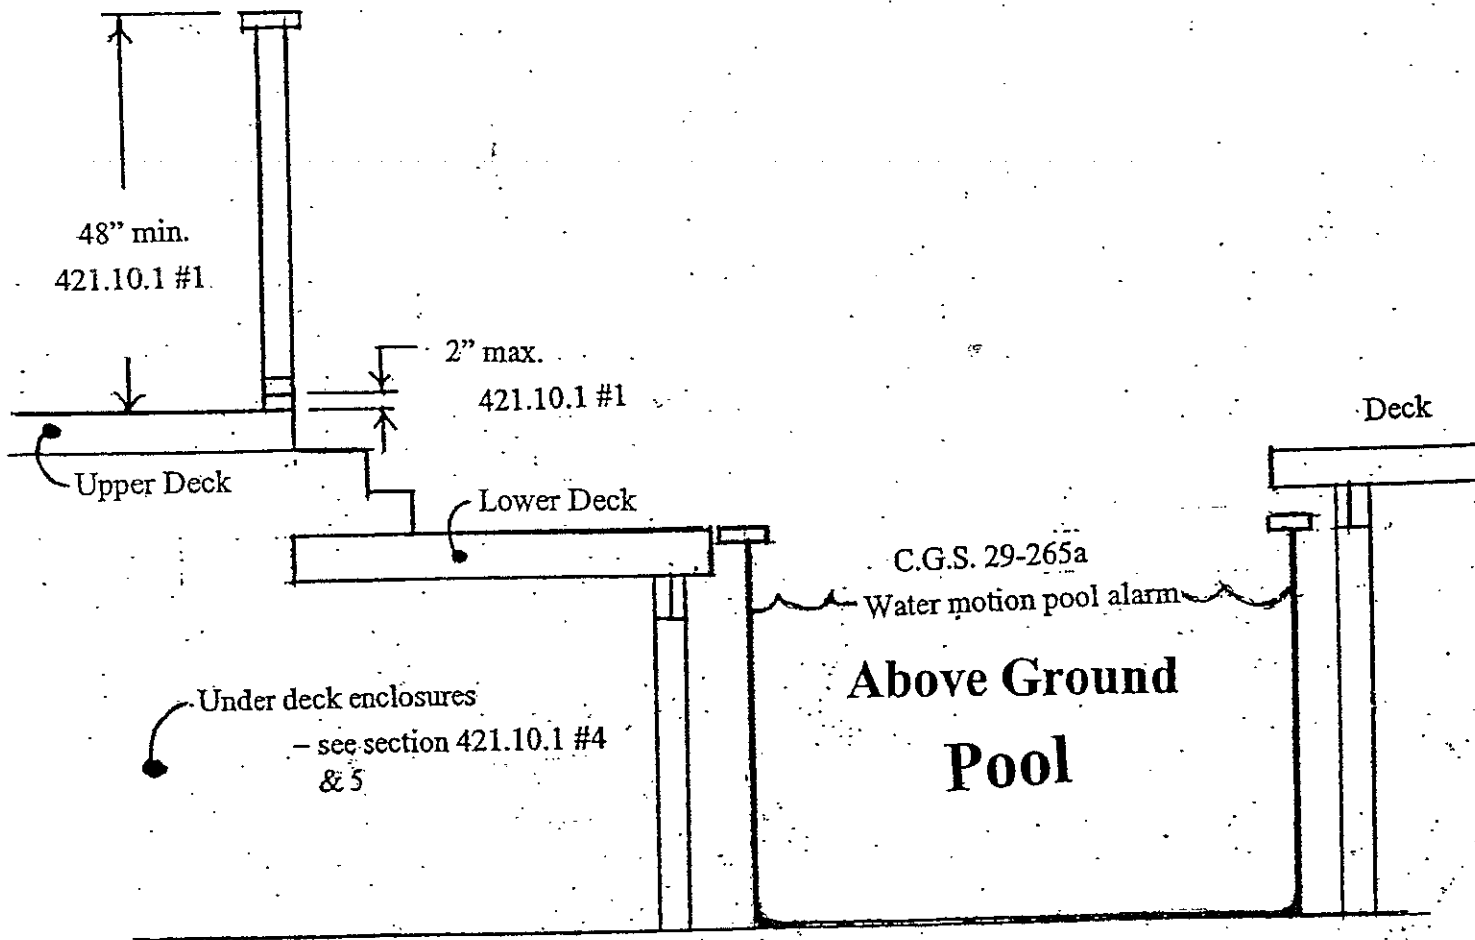 48” min.
421.10.1 #1
2” max.
421.10.1 #1
Deck
Upper Deck
Lower Deck
C.G.S. 29-265a
Water motion pool alarm
Above Ground
Pool
Under deck enclosures
– see section 421.10.1 #4
& 5